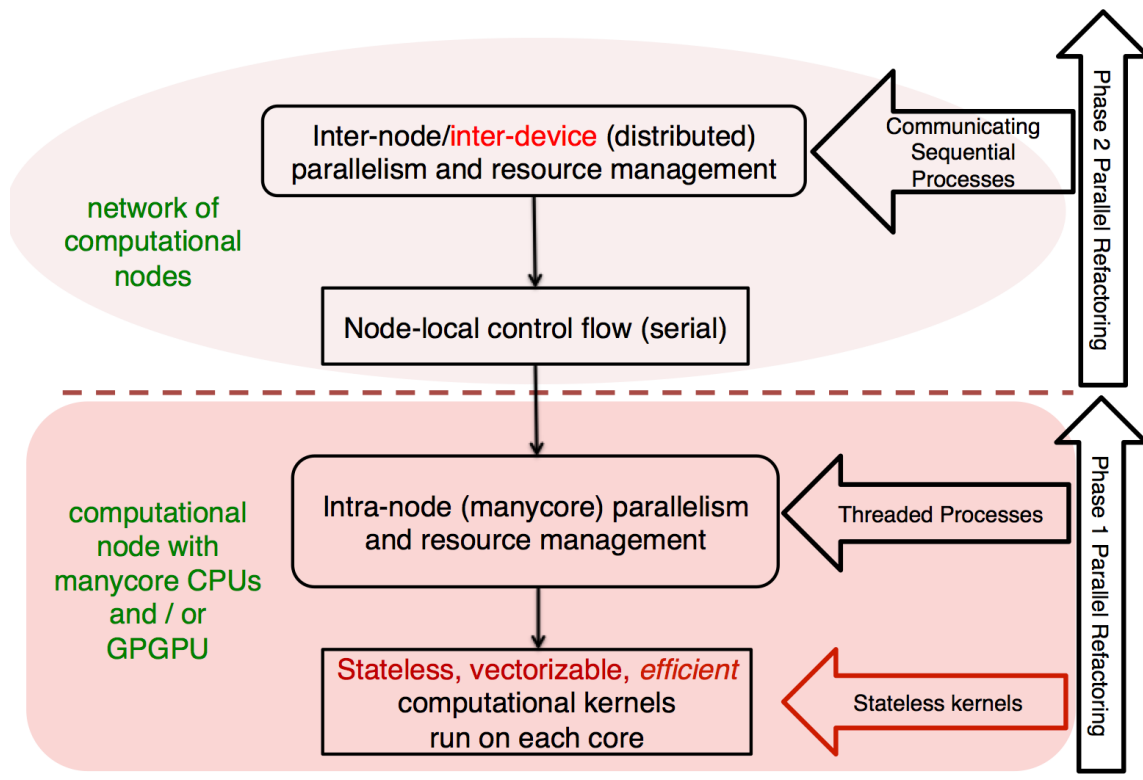 Inter-node/inter-device (distributed)
parallelism and resource management
Communicating
Sequential
Processes
Phase 2 Parallel Refactoring
network of
computational
nodes
Node-local control flow (serial)
computational
node with
manycore CPUs
and / or
GPGPU
Intra-node (manycore) parallelism
and resource management
Threaded Processes
Phase 1 Parallel Refactoring
Stateless, vectorizable, efficient
computational kernels
run on each core
Stateless kernels